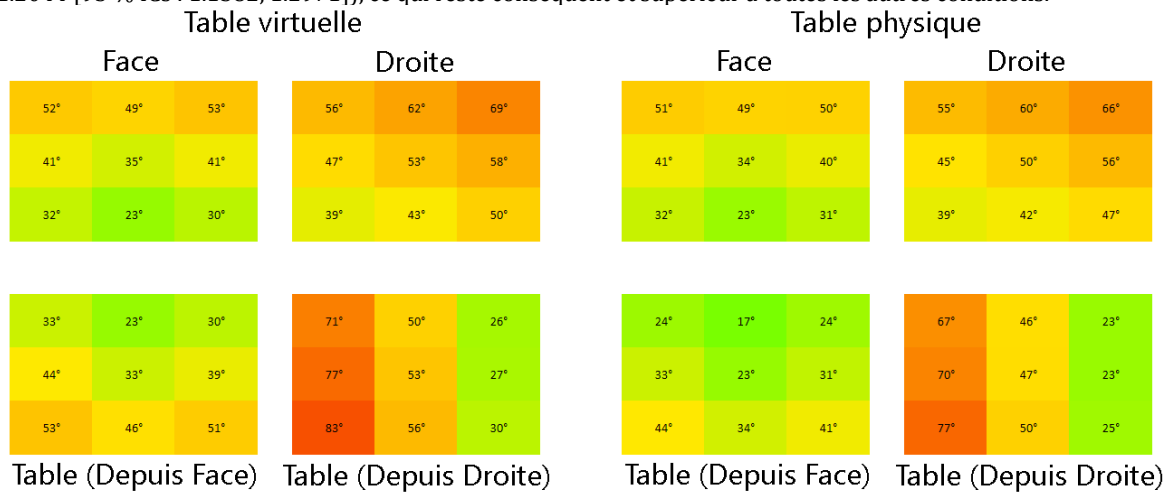 Table virtuelle Table physique
Face Droite Face Droite
52° 49° 53° 56° 62° 69° 51° 49° 50° 55° 60° 66°
41° 35° 41° 47° 53° 58° 41° 34° 40° 45° 50° 56°
32° 23° 30° 39° 43° 50° 32° 23° 31° 39° 42° 47°
33° 23° 30° 71° 50° 26° 24° 17° 24° 67° 46° 23°
44° 33° 39° 77° 53° 27° 33° 23° 31° 70° 47° 23°
53° 46° 51° 83° 56° 30° 44° 34° 41° 77° 50° 25°
Table (Depuis Face) Table (Depuis Droite) Table (Depuis Face) Table (Depuis Droite)